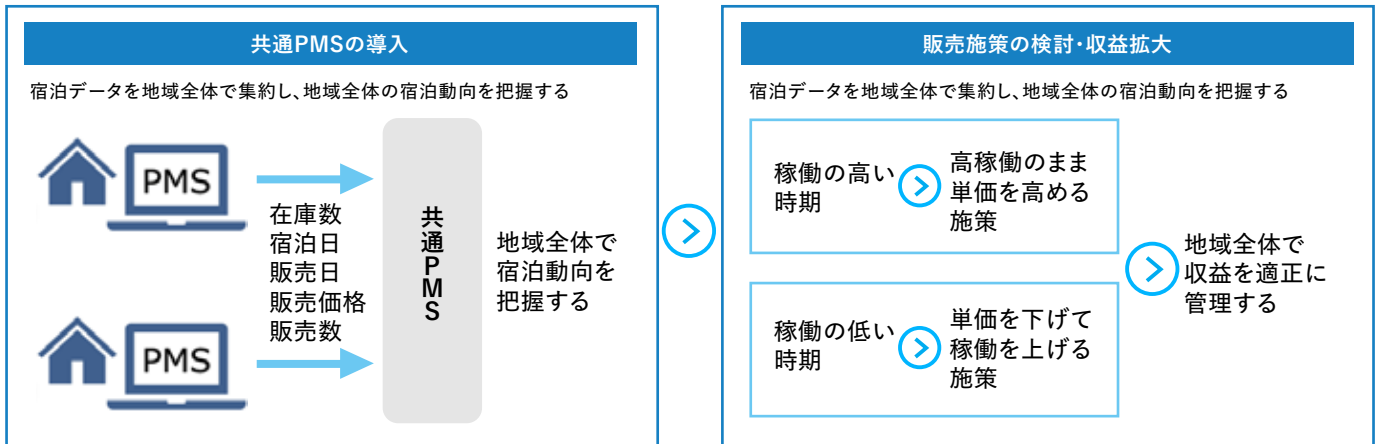 共通PMSの導入
宿泊データを地域全体で集約し、地域全体の宿泊動向を把握する
PMS
在庫数
宿泊日
販売日
販売価格
販売数
PMS
共通PMS
地域全体で
宿泊動向を
把握する
販売施策の検討・収益拡大
宿泊データを地域全体で集約し、地域全体の宿泊動向を把握する
稼働の高い
時期
高稼働のまま
単価を高める
施策
稼働の低い
時期
単価を下げて
稼働を上げる
施策
地域全体で
収益を適正に
管理する